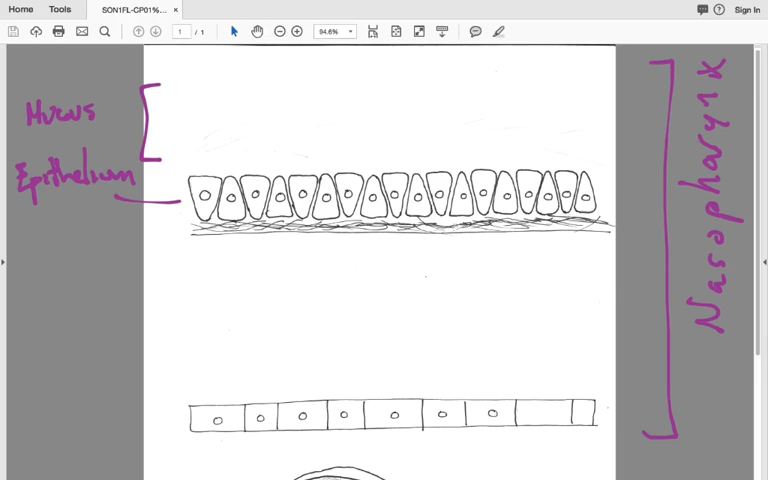 Home
Tools
SON1FL-CP01%...
×
Sign In
1
/ 1
94.6%
Mucus
Epithelium
Nasopharynx